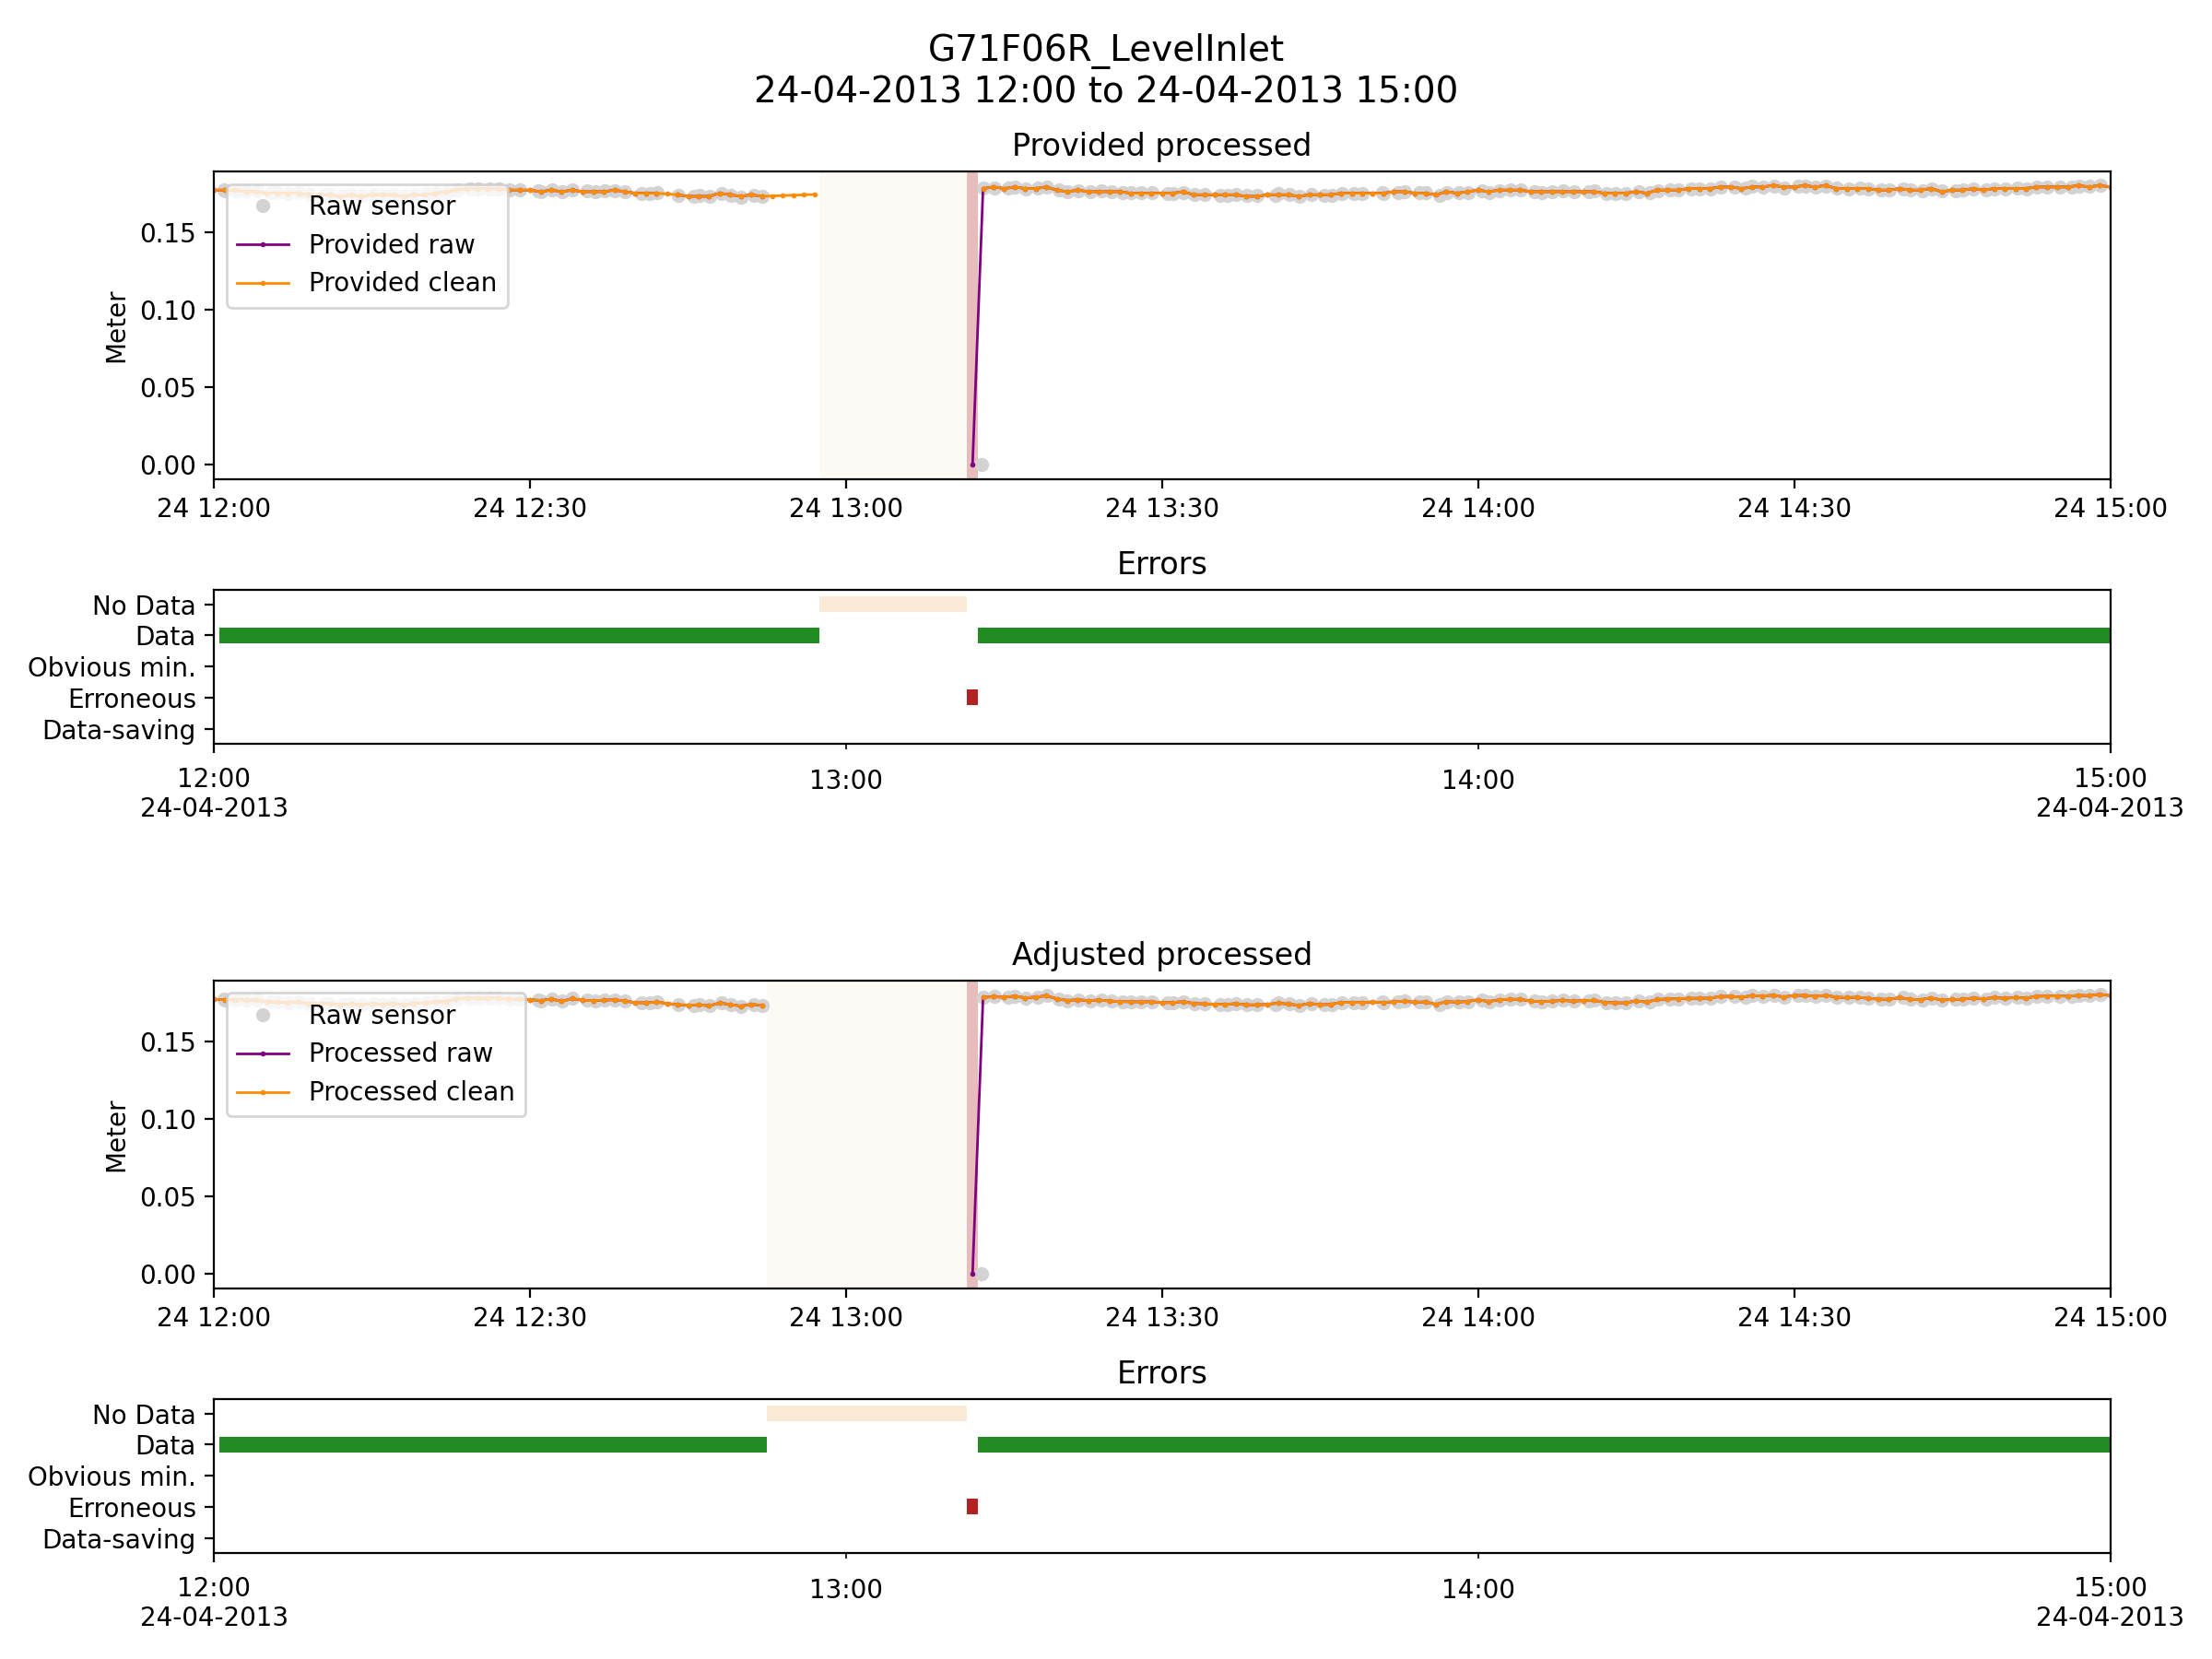 G71F06R_LevelInlet
24-04-2013 12:00 to 24-04-2013 15:00
Provided processed
Meter
0.15
0.10
0.05
0.00
Raw sensor
Provided raw
Provided clean
24 12:00 24 12:30 24 13:00 24 13:30 24 14:00 24 14:30 24 15:00
Errors
No Data
Data
Obvious min.
Erroneous
Data-saving
12:00 13:00 14:00 15:00
24-04-2013 24-04-2013
Adjusted processed
Meter
0.15
0.10
0.05
0.00
Raw sensor
Processed raw
Processed clean
24 12:00 24 12:30 24 13:00 24 13:30 24 14:00 24 14:30 24 15:00
Errors
No Data
Data
Obvious min.
Erroneous
Data-saving
12:00 13:00 14:00 15:00
24-04-2013 24-04-2013